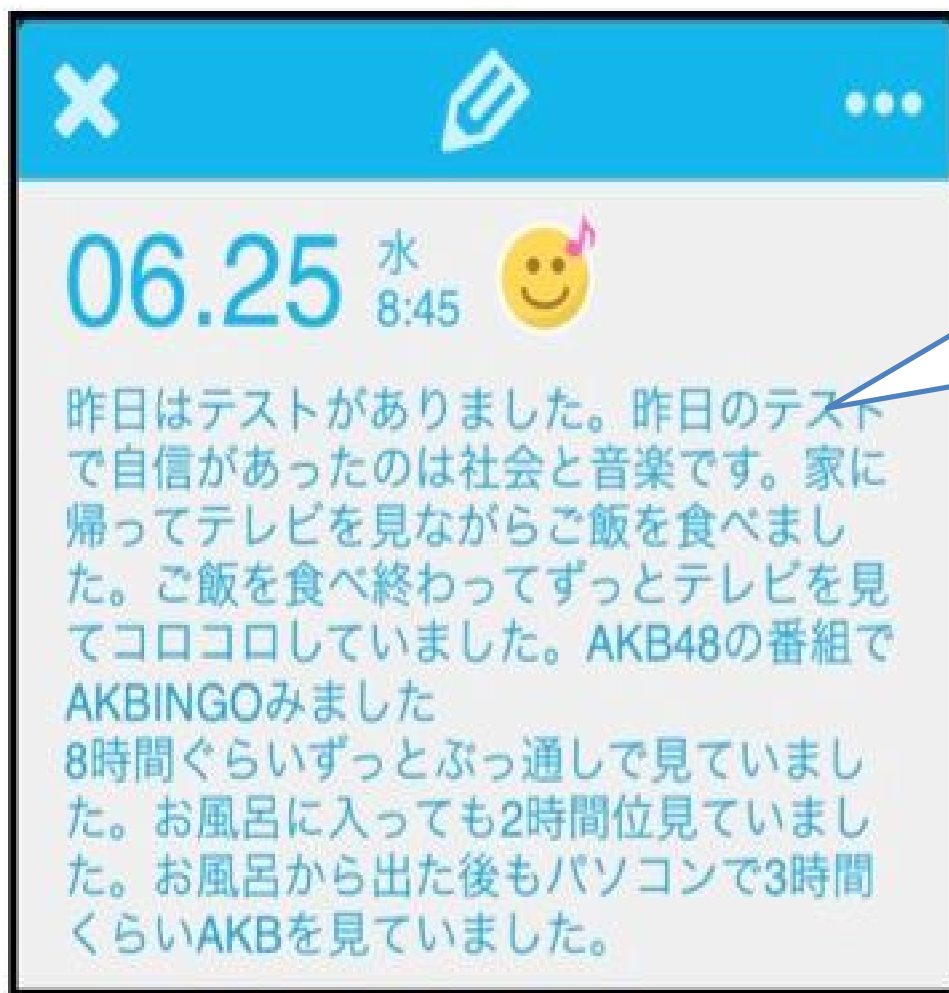 06.25
水
8:45
昨日はテストがありました。昨日のテスト
で自信があったのは社会と音楽です。家に
帰ってテレビを見ながらご飯を食べまし
た。ご飯を食べ終わってずっとテレビを見
てコロコロしていました。AKB48の番組で
AKBINGOみました
8時間ぐらいずっとぶっ通しで見ていまし
た。お風呂に入っても2時間位見ていまし
た。お風呂から出た後もパソコンで3時間
くらいAKBを見ていました。